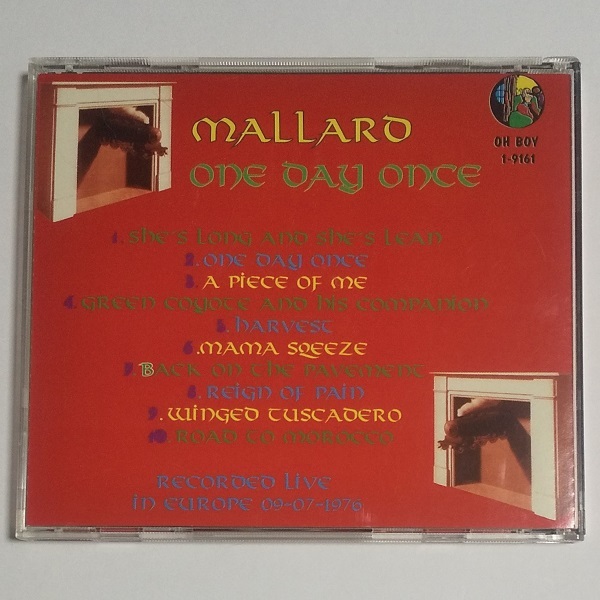 MALLARD
ONE DAY ONCE
OH BOY
1-9161
1. SHE'S LONG AND SHE'S LEAN
2. ONE DAY ONCE
3. A PIECE OF ME
4. GREEN COYOTE AND HIS COMPANION
5. HARVEST
6. MAMA SQEEZE
7. BACK ON THE PAVEMENT
8. REIGN OF PAIN
9. WINGED TUSCADERO
10. ROAD TO MOROCCO
RECORDED LIVE
IN EUROPE 09-07-1976